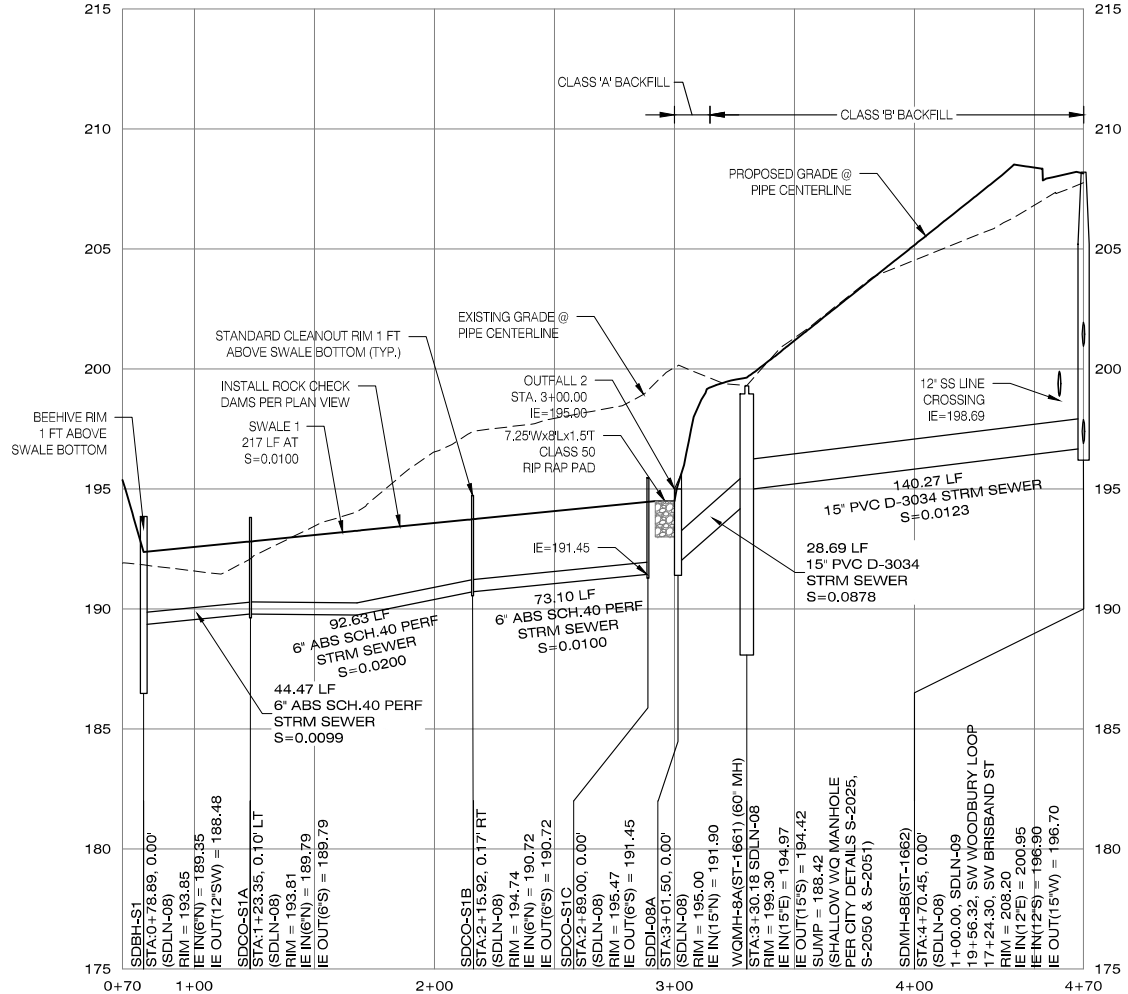 215
215
CLASS 'A' BACKFILL
210
CLASS 'B' BACKFILL
210
PROPOSED GRADE @
PIPE CENTERLINE
205
205
EXISTING GRADE @
PIPE CENTERLINE
STANDARD CLEANOUT RIM 1 FT
ABOVE SWALE BOTTOM (TYP.)
200
200
INSTALL ROCK CHECK
DAMS PER PLAN VIEW
OUTFALL 2
STA. 3+00.00
IE=195.00
12" SS LINE
CROSSING
IE=198.69
BEEHIVE RIM
1 FT ABOVE
SWALE BOTTOM
SWALE 1
217 LF AT
S=0.0100
7.25'Wx8'Lx1.5'T
CLASS 50
RIP RAP PAD
195
195
140.27 LF
15" PVC D-3034 STRM SEWER
S=0.0123
IE=191.45
28.69 LF
15" PVC D-3034
STRM SEWER
S=0.0878
190
190
92.63 LF
6" ABS SCH.40 PERF
STRM SEWER
S=0.0200
73.10 LF
6" ABS SCH.40 PERF
STRM SEWER
S=0.0100
44.47 LF
6" ABS SCH.40 PERF
STRM SEWER
S=0.0099
185
185
180
180
175
175
SDBH-S1
STA:0+78.89, 0.00'
(SDLN-08)
RIM = 193.85
IE IN(6"N) = 189.35
IE OUT(12"SW) = 188.48
SDCO-S1A
STA:1+23.35, 0.10' LT
(SDLN-08)
RIM = 193.81
IE IN(6"N) = 189.79
IE OUT(6"S) = 189.79
SDCO-S1B
STA:2+15.92, 0.17' RT
(SDLN-08)
RIM = 194.74
IE IN(6"N) = 190.72
IE OUT(6"S) = 190.72
SDCO-S1C
STA:2+89.00, 0.00'
(SDLN-08)
RIM = 195.47
IE OUT(6"S) = 191.45
SDDI-08A
STA:3+01.50, 0.00'
(SDLN-08)
RIM = 195.00
IE IN(15"N) = 191.90
WQMH-8A(ST-1661) (60" MH)
STA:3+30.18 SDLN-08
RIM = 199.30
IE IN(15"E) = 194.97
IE OUT(15"S) = 194.42
SUMP = 188.42
(SHALLOW WQ MANHOLE
PER CITY DETAILS S-2025,
S-2050 & S-2051)
SDMH-8B(ST-1662)
STA:4+70.45, 0.00'
(SDLN-08)
1+00.00, SDLN-09
19+56.32, SW WOODBURY LOOP
17+24.30, SW BRISBAND ST
RIM = 208.20
IE IN(12"E) = 200.95
IE IN(12"S) = 196.90
IE OUT(15"W) = 196.70
0+70
1+00
2+00
3+00
4+00
4+70